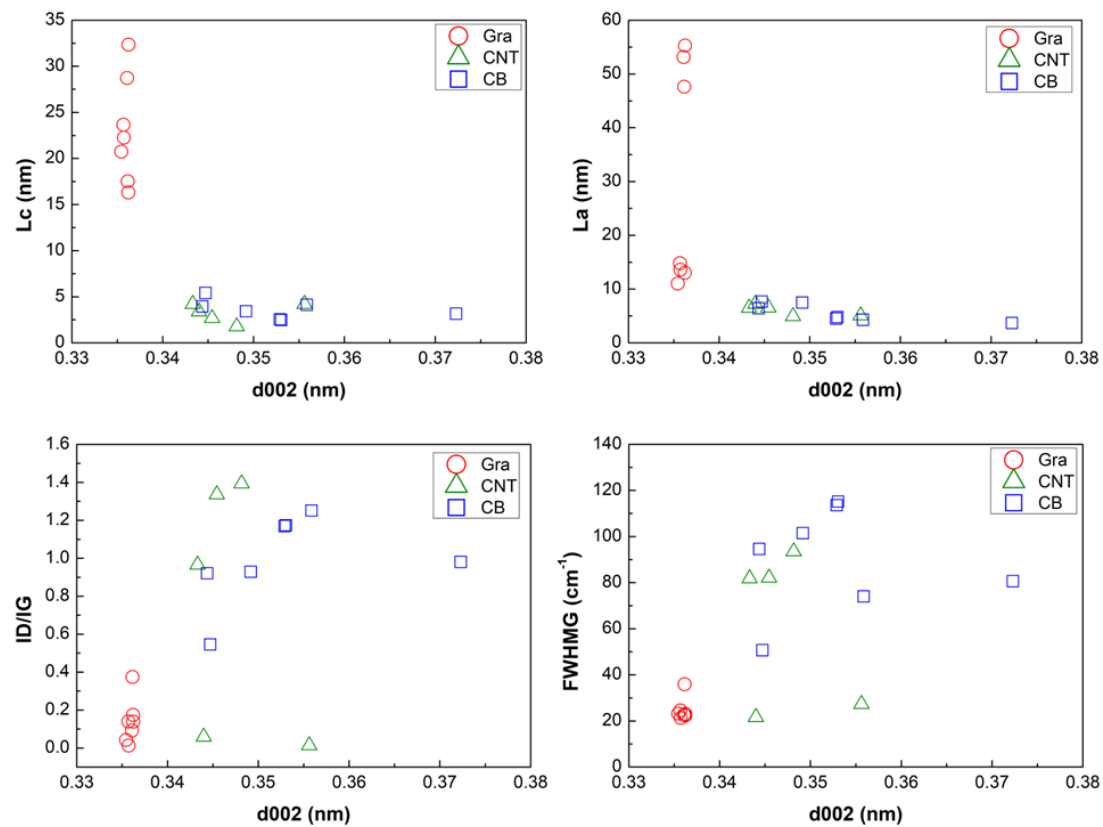 35
30
25
20
15
10
5
0
Lc (nm)
0.33 0.34 0.35 0.36 0.37 0.38
d002 (nm)
Gra
CNT
CB
60
50
40
30
20
10
0
La (nm)
0.33 0.34 0.35 0.36 0.37 0.38
d002 (nm)
Gra
CNT
CB
1.6
1.4
1.2
1.0
0.8
0.6
0.4
0.2
0.0
ID/IG
0.33 0.34 0.35 0.36 0.37 0.38
d002 (nm)
Gra
CNT
CB
140
120
100
80
60
40
20
0
FWHMG (cm⁻¹)
0.33 0.34 0.35 0.36 0.37 0.38
d002 (nm)
Gra
CNT
CB